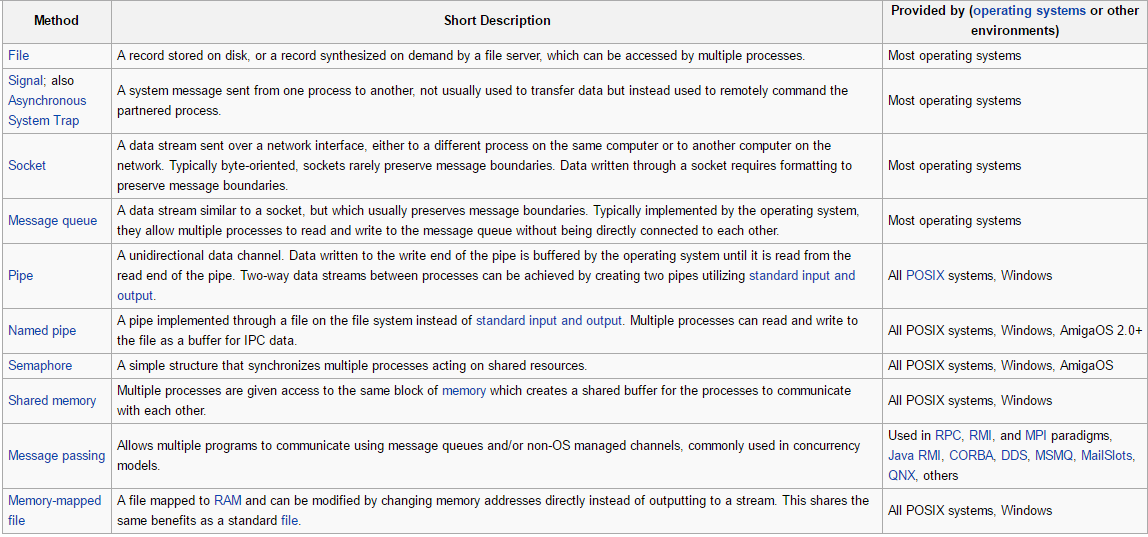 Method
Short Description
Provided by (operating systems or other
environments)
File
A record stored on disk, or a record synthesized on demand by a file server, which can be accessed by multiple processes.
Most operating systems
Signal; also
Asynchronous
System Trap
A system message sent from one process to another, not usually used to transfer data but instead used to remotely command the
partnered process.
Most operating systems
Socket
A data stream sent over a network interface, either to a different process on the same computer or to another computer on the
network. Typically byte-oriented, sockets rarely preserve message boundaries. Data written through a socket requires formatting to
preserve message boundaries.
Most operating systems
Message queue
A data stream similar to a socket, but which usually preserves message boundaries. Typically implemented by the operating system,
they allow multiple processes to read and write to the message queue without being directly connected to each other.
Most operating systems
Pipe
A unidirectional data channel. Data written to the write end of the pipe is buffered by the operating system until it is read from the
read end of the pipe. Two-way data streams between processes can be achieved by creating two pipes utilizing standard input and
output.
All POSIX systems, Windows
Named pipe
A pipe implemented through a file on the file system instead of standard input and output. Multiple processes can read and write to
the file as a buffer for IPC data.
All POSIX systems, Windows, AmigaOS 2.0+
Semaphore
A simple structure that synchronizes multiple processes acting on shared resources.
All POSIX systems, Windows, AmigaOS
Shared memory
Multiple processes are given access to the same block of memory which creates a shared buffer for the processes to communicate
with each other.
All POSIX systems, Windows
Message passing
Allows multiple programs to communicate using message queues and/or non-OS managed channels, commonly used in concurrency
models.
Used in RPC, RMI, and MPI paradigms,
Java RMI, CORBA, DDS, MSMQ, MailSlots,
QNX, others
Memory-mapped
file
A file mapped to RAM and can be modified by changing memory addresses directly instead of outputting to a stream. This shares the
same benefits as a standard file.
All POSIX systems, Windows